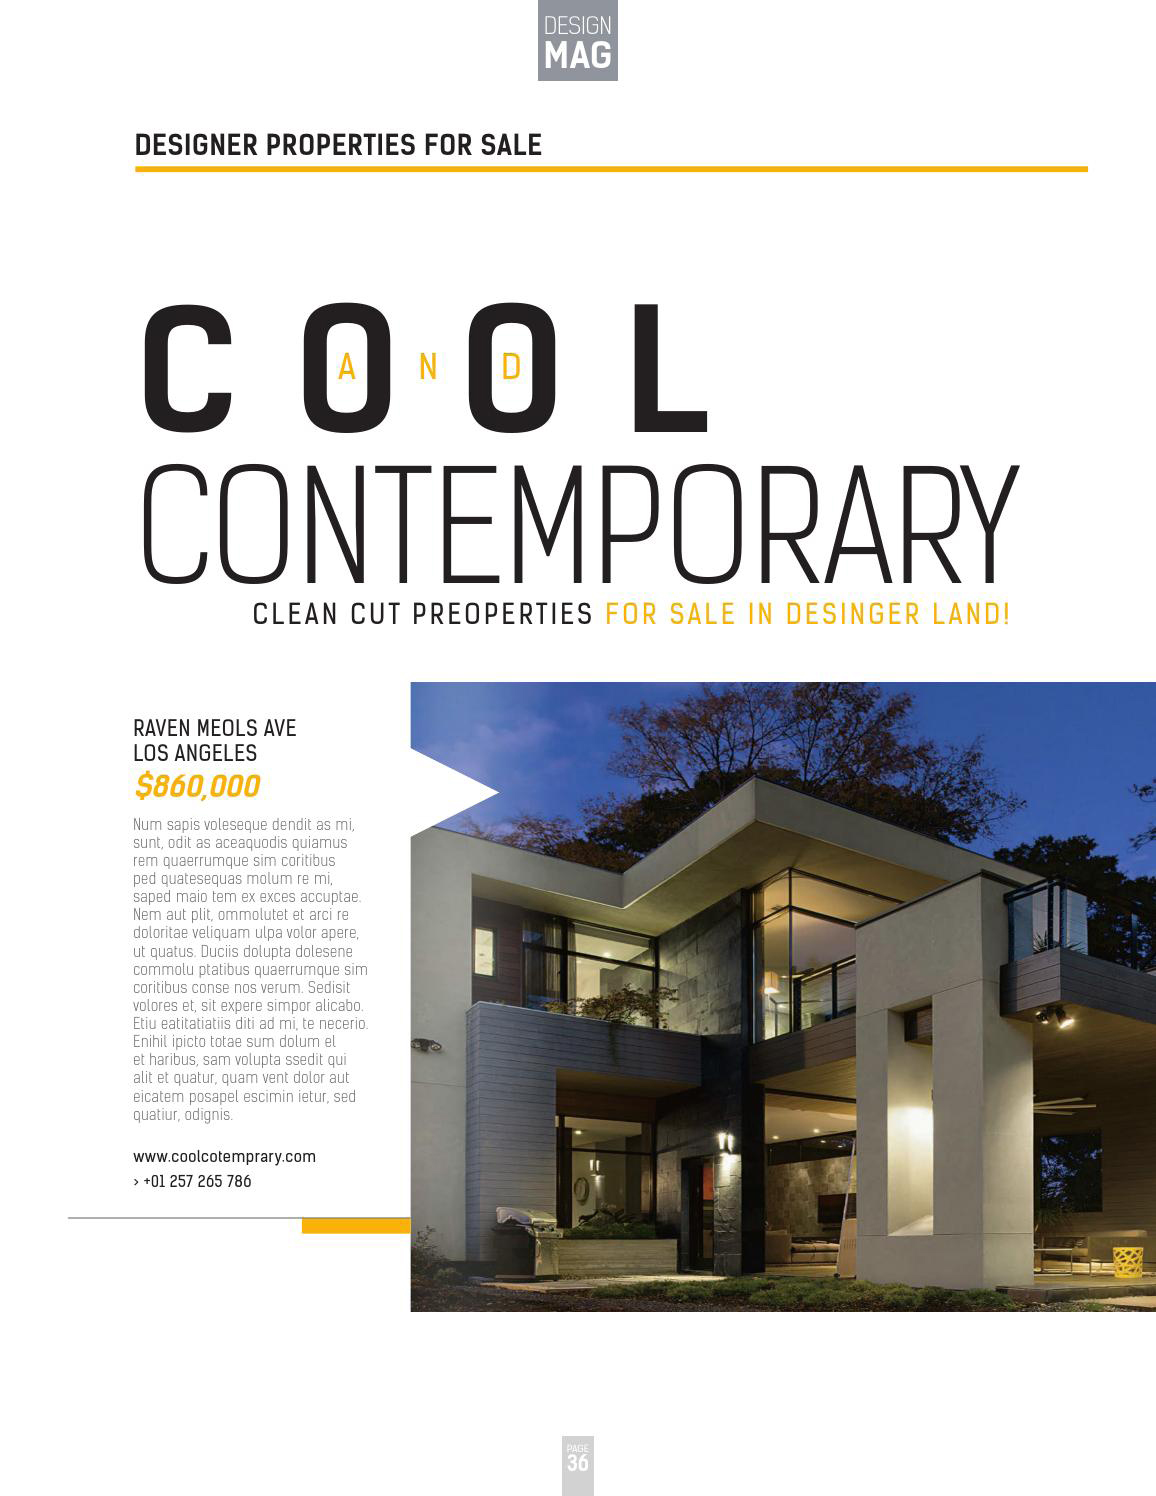 DESIGN
MAG
DESIGNER PROPERTIES FOR SALE
COOL
AND
CONTEMPORARY
CLEAN CUT PREOPERTIES FOR SALE IN DESINGER LAND!
RAVEN MEOLS AVE
LOS ANGELES
$860,000
Num sapis voleseque dendit as mi,
sunt, odit as aceaquodis quiamus
rem quaerrumque sim coritibus
ped quatesequas molum re mi,
saped maio tem ex exces accuptae.
Nem aut plit, ommolutet et arci re
doloritae veliquam ulpa volor apere,
ut quatus. Duciis dolupta dolesene
commolu ptatibus quaerrumque sim
coritibus conse nos verum. Sedisit
volores et, sit expere simpor alicabo.
Etiu eatitatiatiis diti ad mi, te necerio.
Enihil ipicto totae sum dolum el
et haribus, sam volupta ssedit qui
alit et quatur, quam vent dolor aut
eicatem posapel escimin ietur, sed
quatiur, odignis.
www.coolcotemprary.com
› +01 257 265 786
PAGE
36